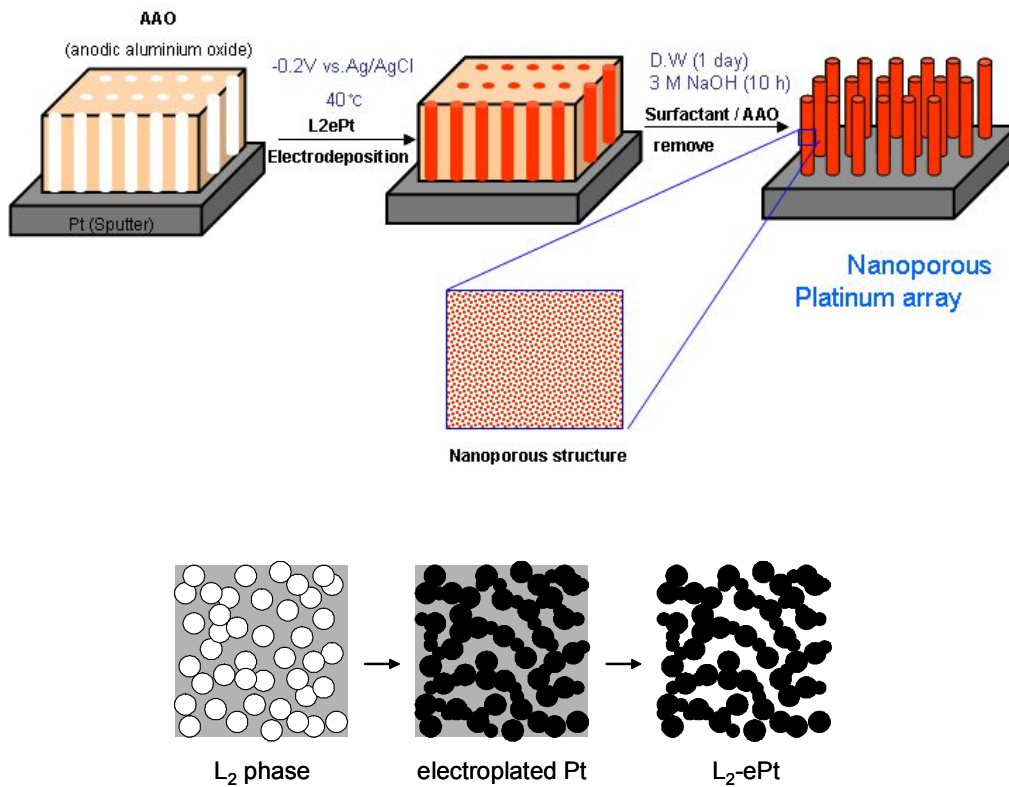 AAO
(anodic aluminium oxide)
-0.2V vs.Ag/AgCl
40℃
L2ePt
Electrodeposition
D.W (1 day)
3 M NaOH (10 h)
Surfactant / AAO
remove
Pt (Sputter)
Nanoporous
Platinum array
Nanoporous structure
L₂ phase
electroplated Pt
L₂-ePt